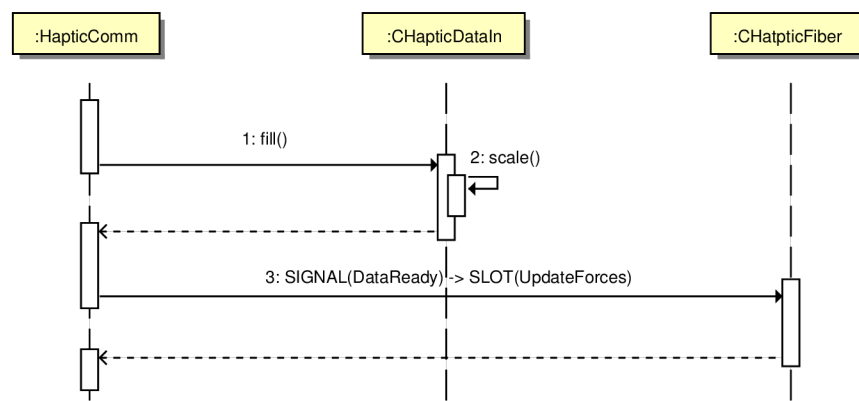 :HapticComm
:CHapticDataIn
:CHatpticFiber
1: fill()
2: scale()
3: SIGNAL(DataReady) -> SLOT(UpdateForces)